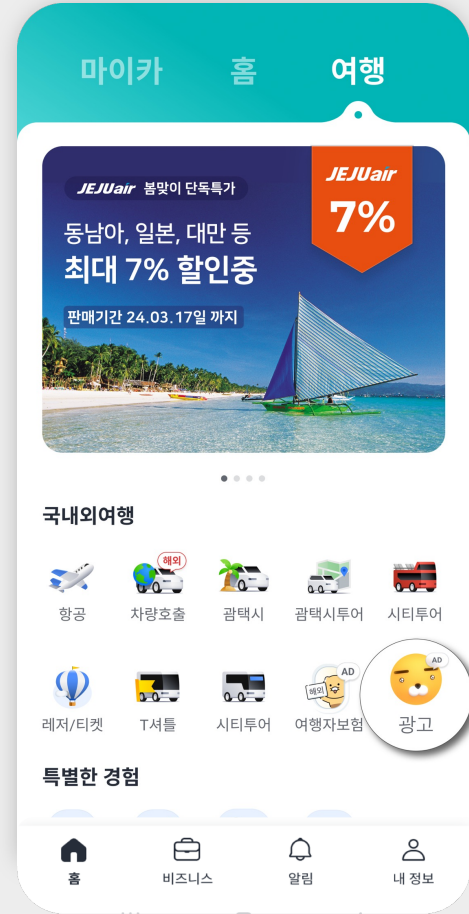 마이카 홈 여행
JEJUair 봄맞이 단독특가
JEJUair
7%
동남아, 일본, 대만 등
최대 7% 할인중
판매기간 24.03.17일 까지
국내외여행
해외
항공 차량호출 괌택시 괌택시투어 시티투어
AD
해외
AD
레저/티켓 T셔틀 시티투어 여행자보험 광고
특별한 경험
홈 비즈니스 알림 내 정보